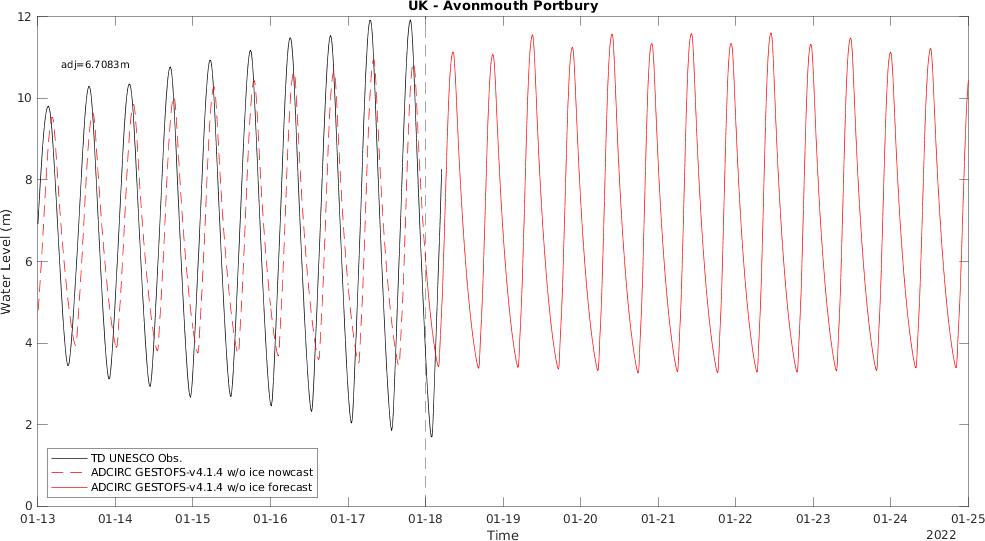 UK - Avonmouth Portbury
12
10
8
6
4
2
0
Water Level (m)
adj=6.7083m
TD UNESCO Obs.
ADCIRC GESTOFS-v4.1.4 w/o ice nowcast
ADCIRC GESTOFS-v4.1.4 w/o ice forecast
01-13 01-14 01-15 01-16 01-17 01-18 01-19 01-20 01-21 01-22 01-23 01-24 01-25
Time
2022